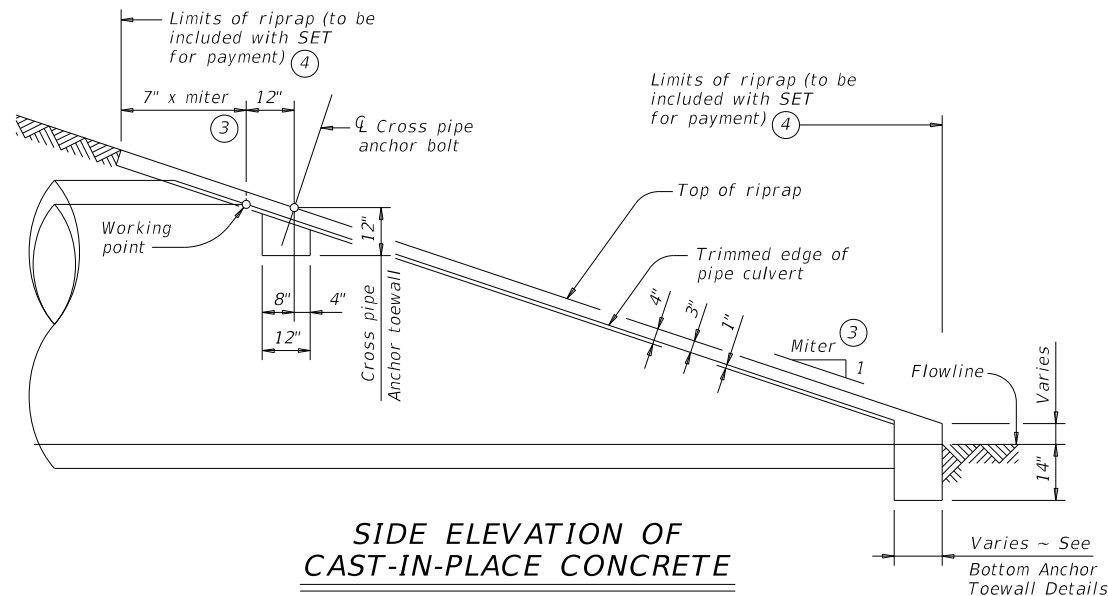 Limits of riprap (to be
included with SET
for payment) 4
7" x miter
12"
3
℄ Cross pipe
anchor bolt
Limits of riprap (to be
included with SET
for payment) 4
Working
point
12"
Cross pipe
Anchor toewall
8"
4"
12"
Top of riprap
Trimmed edge of
pipe culvert
4"
3"
1"
Miter 3
1
Flowline
Varies
14"
SIDE ELEVATION OF
CAST-IN-PLACE CONCRETE
Varies ~ See
Bottom Anchor
Toewall Details